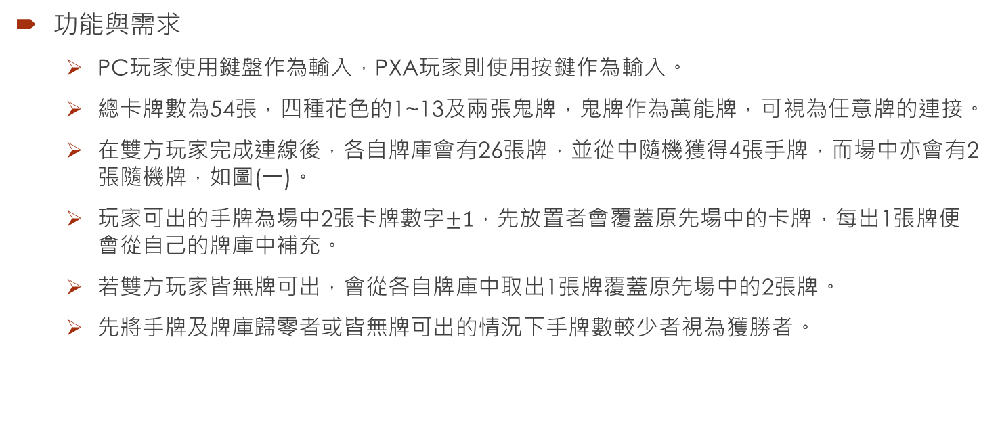 功能與需求
PC玩家使用鍵盤作為輸入，PXA玩家則使用按鍵作為輸入。
總卡牌數為54張，四種花色的1~13及兩張鬼牌，鬼牌作為萬能牌，可視為任意牌的連接。
在雙方玩家完成連線後，各自牌庫會有26張牌，並從中隨機獲得4張手牌，而場中亦會有2
張隨機牌，如圖(一)。
玩家可出的手牌為場中2張卡牌數字±1，先放置者會覆蓋原先場中的卡牌，每出1張牌便
會從自己的牌庫中補充。
若雙方玩家皆無牌可出，會從各自牌庫中取出1張牌覆蓋原先場中的2張牌。
先將手牌及牌庫歸零者或皆無牌可出的情況下手牌數較少者視為獲勝者。